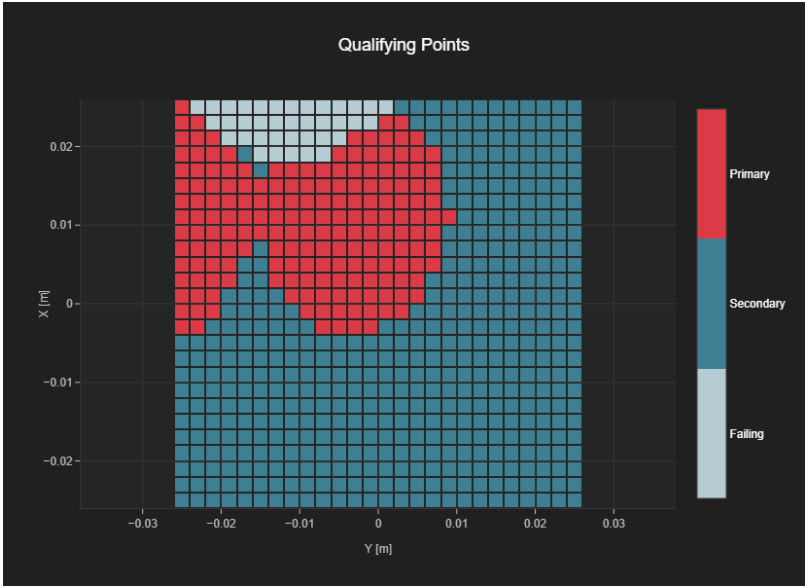 Qualifying Points
0.02
0.01
0
−0.01
−0.02
X [m]
−0.03
−0.02
−0.01
0
0.01
0.02
0.03
Y [m]
Primary
Secondary
Failing